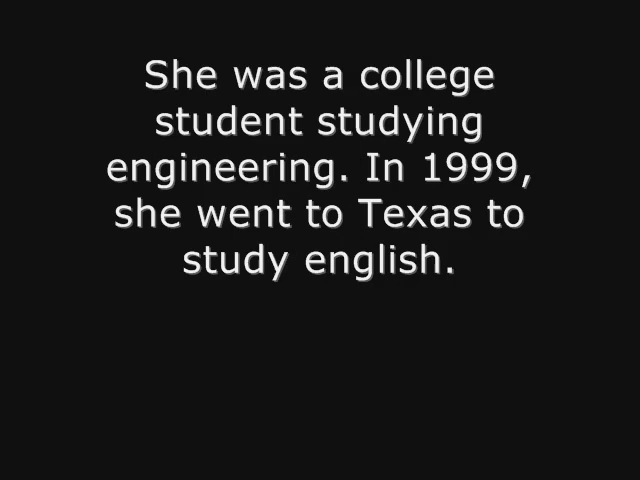 She was a college
student studying
engineering. In 1999,
she went to Texas to
study english.